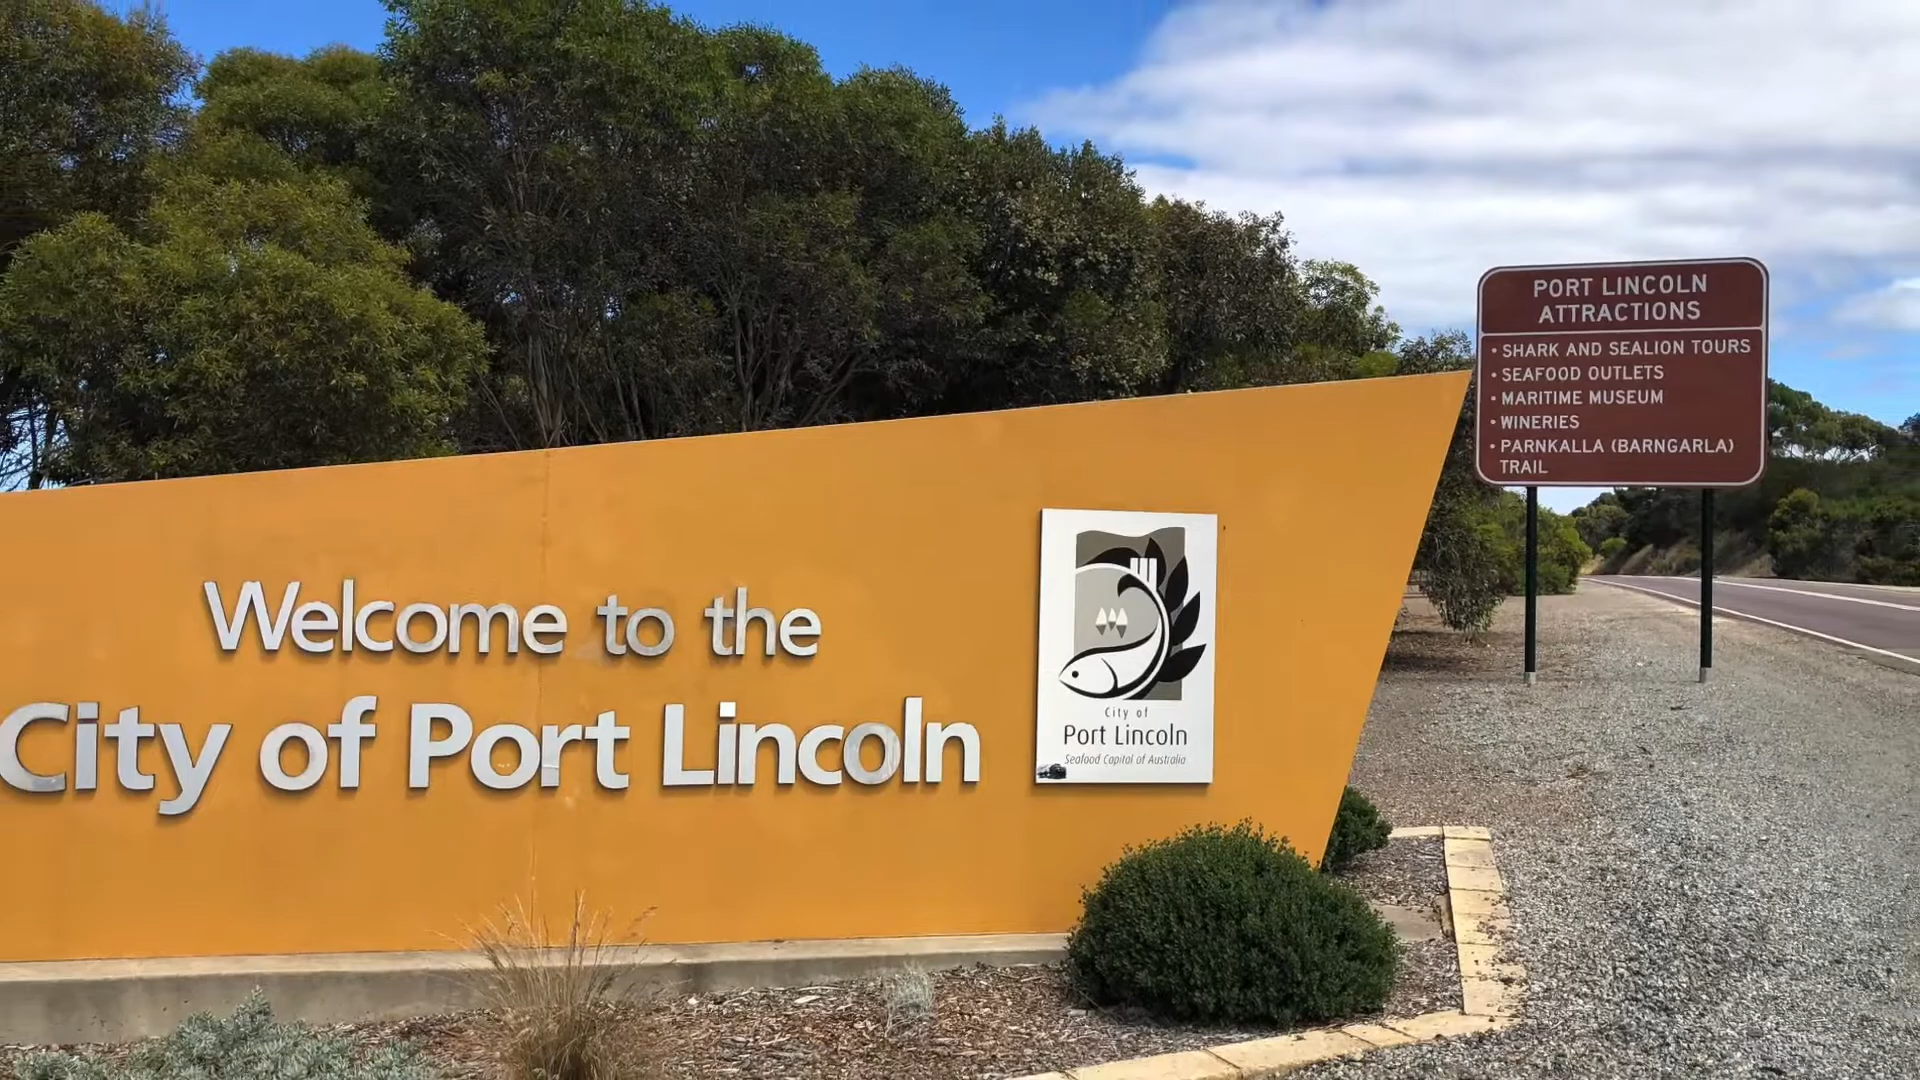 Welcome to the
City of Port Lincoln
City of
Port Lincoln
Seafood Capital of Australia
PORT LINCOLN
ATTRACTIONS
• SHARK AND SEALION TOURS
• SEAFOOD OUTLETS
• MARITIME MUSEUM
• WINERIES
• PARNKALLA (BARNGARLA)
TRAIL